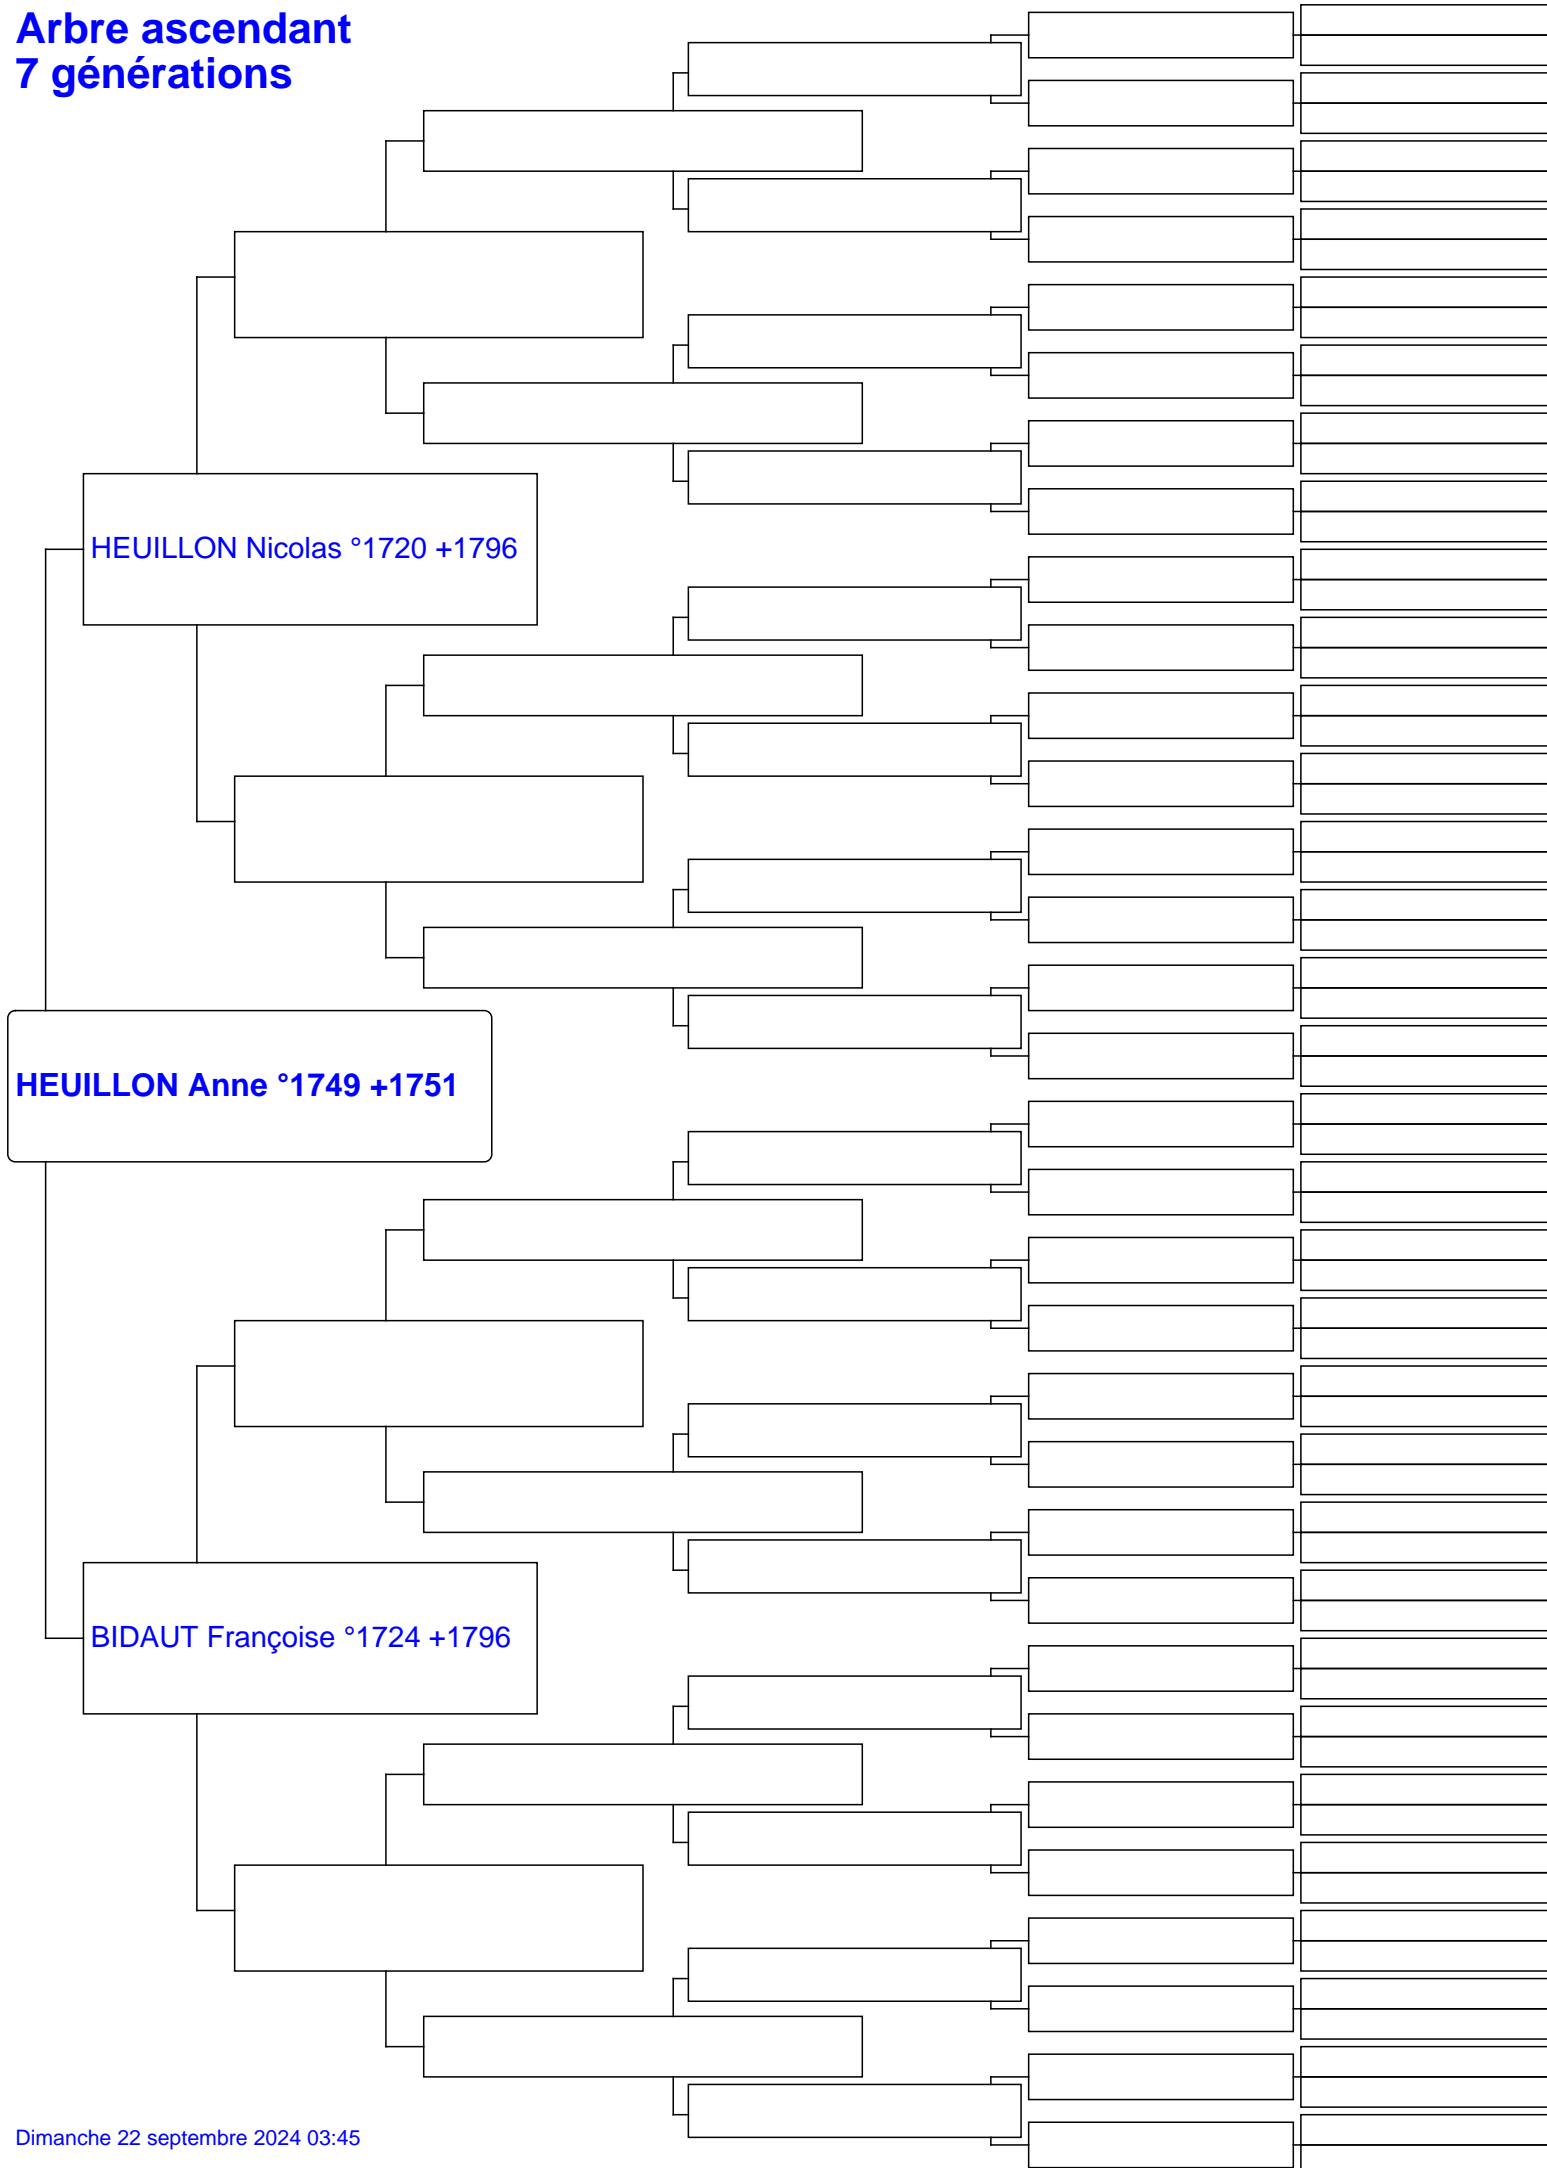 Arbre ascendant
7 générations
HEUILLON Nicolas °1720 +1796
HEUILLON Anne °1749 +1751
BIDAUT Françoise °1724 +1796
Dimanche 22 septembre 2024 03:45